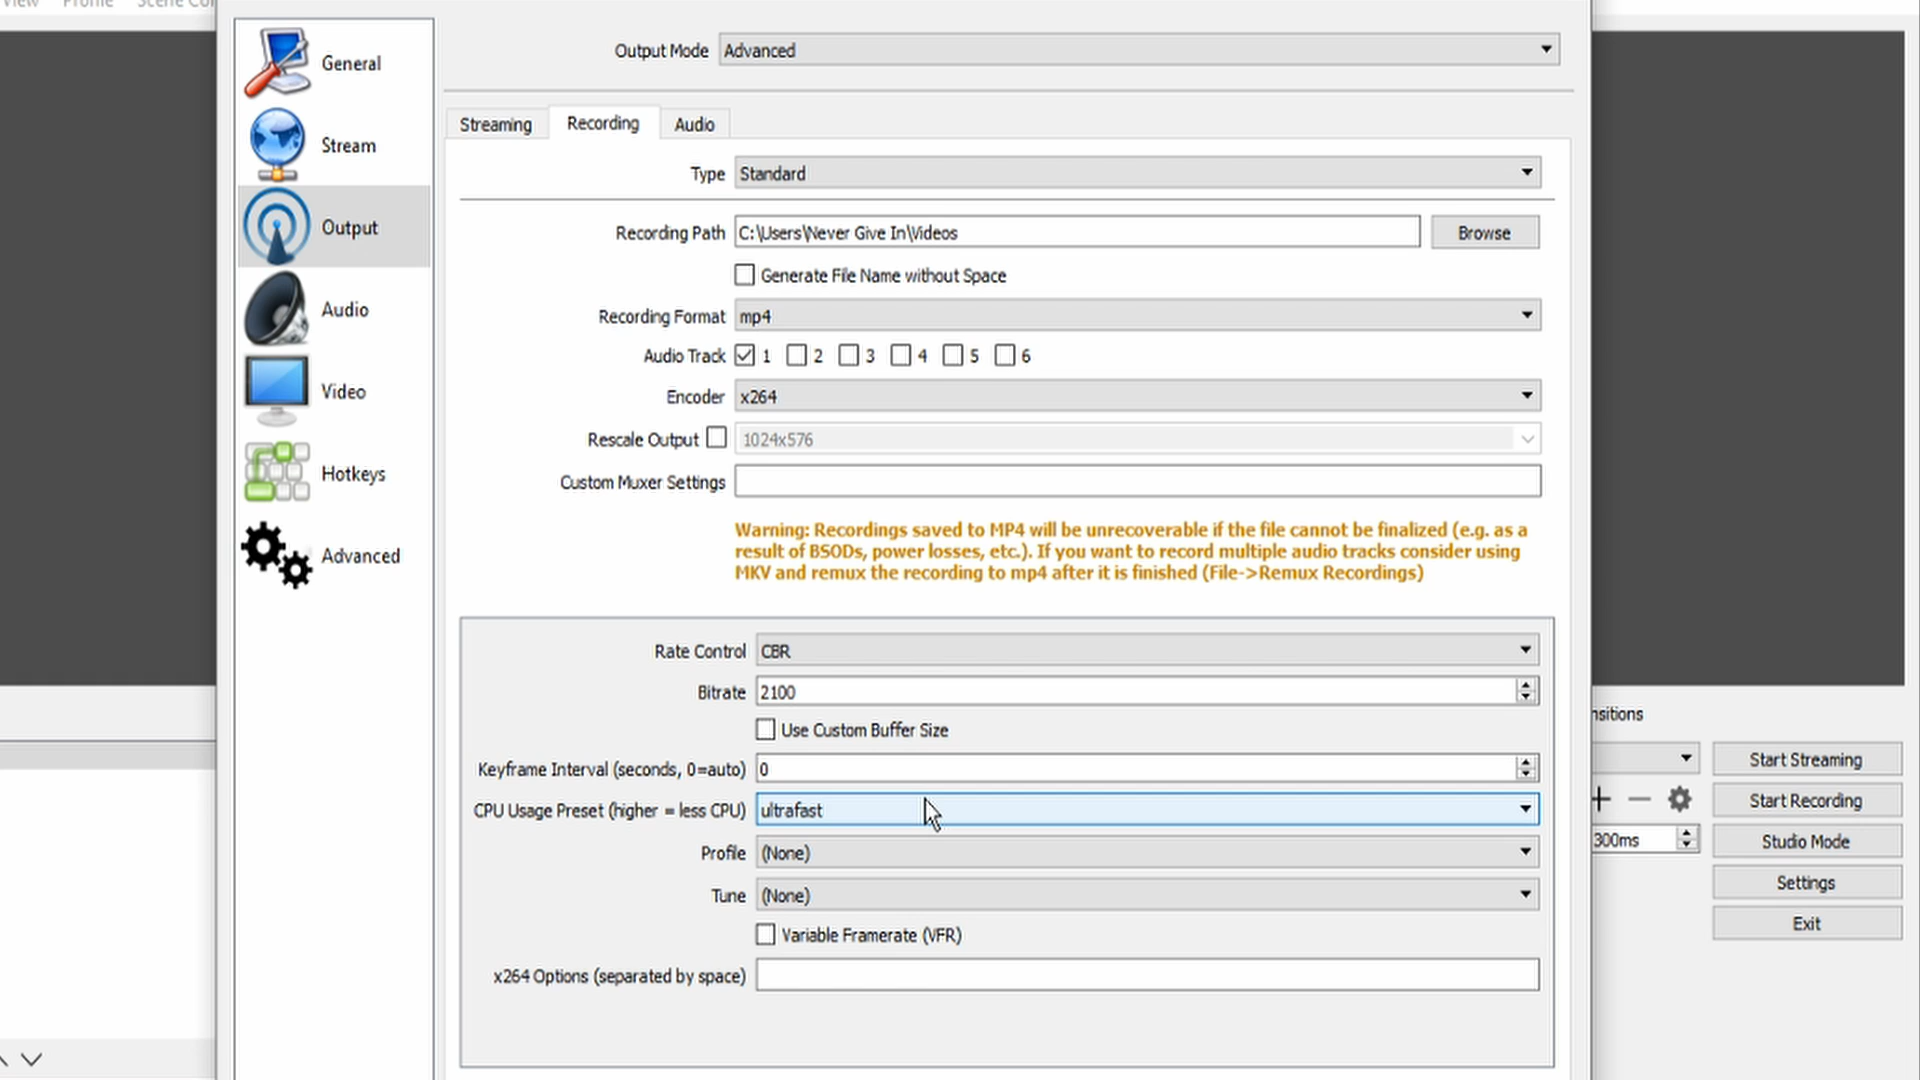 View Profile Scene Col
General
Stream
Output
Audio
Video
Hotkeys
Advanced
Output Mode Advanced
Streaming Recording Audio
Type Standard
Recording Path C:\Users\Never Give In\Videos Browse
Generate File Name without Space
Recording Format mp4
Audio Track 1 2 3 4 5 6
Encoder x264
Rescale Output 1024x576
Custom Muxer Settings
Warning: Recordings saved to MP4 will be unrecoverable if the file cannot be finalized (e.g. as a
result of BSODs, power losses, etc.). If you want to record multiple audio tracks consider using
MKV and remux the recording to mp4 after it is finished (File->Remux Recordings)
Rate Control CBR
Bitrate 2100
Use Custom Buffer Size
Keyframe Interval (seconds, 0=auto) 0
CPU Usage Preset (higher = less CPU) ultrafast
Profile (None)
Tune (None)
Variable Framerate (VFR)
x264 Options (separated by space)
nsitions
300ms
Start Streaming
Start Recording
Studio Mode
Settings
Exit